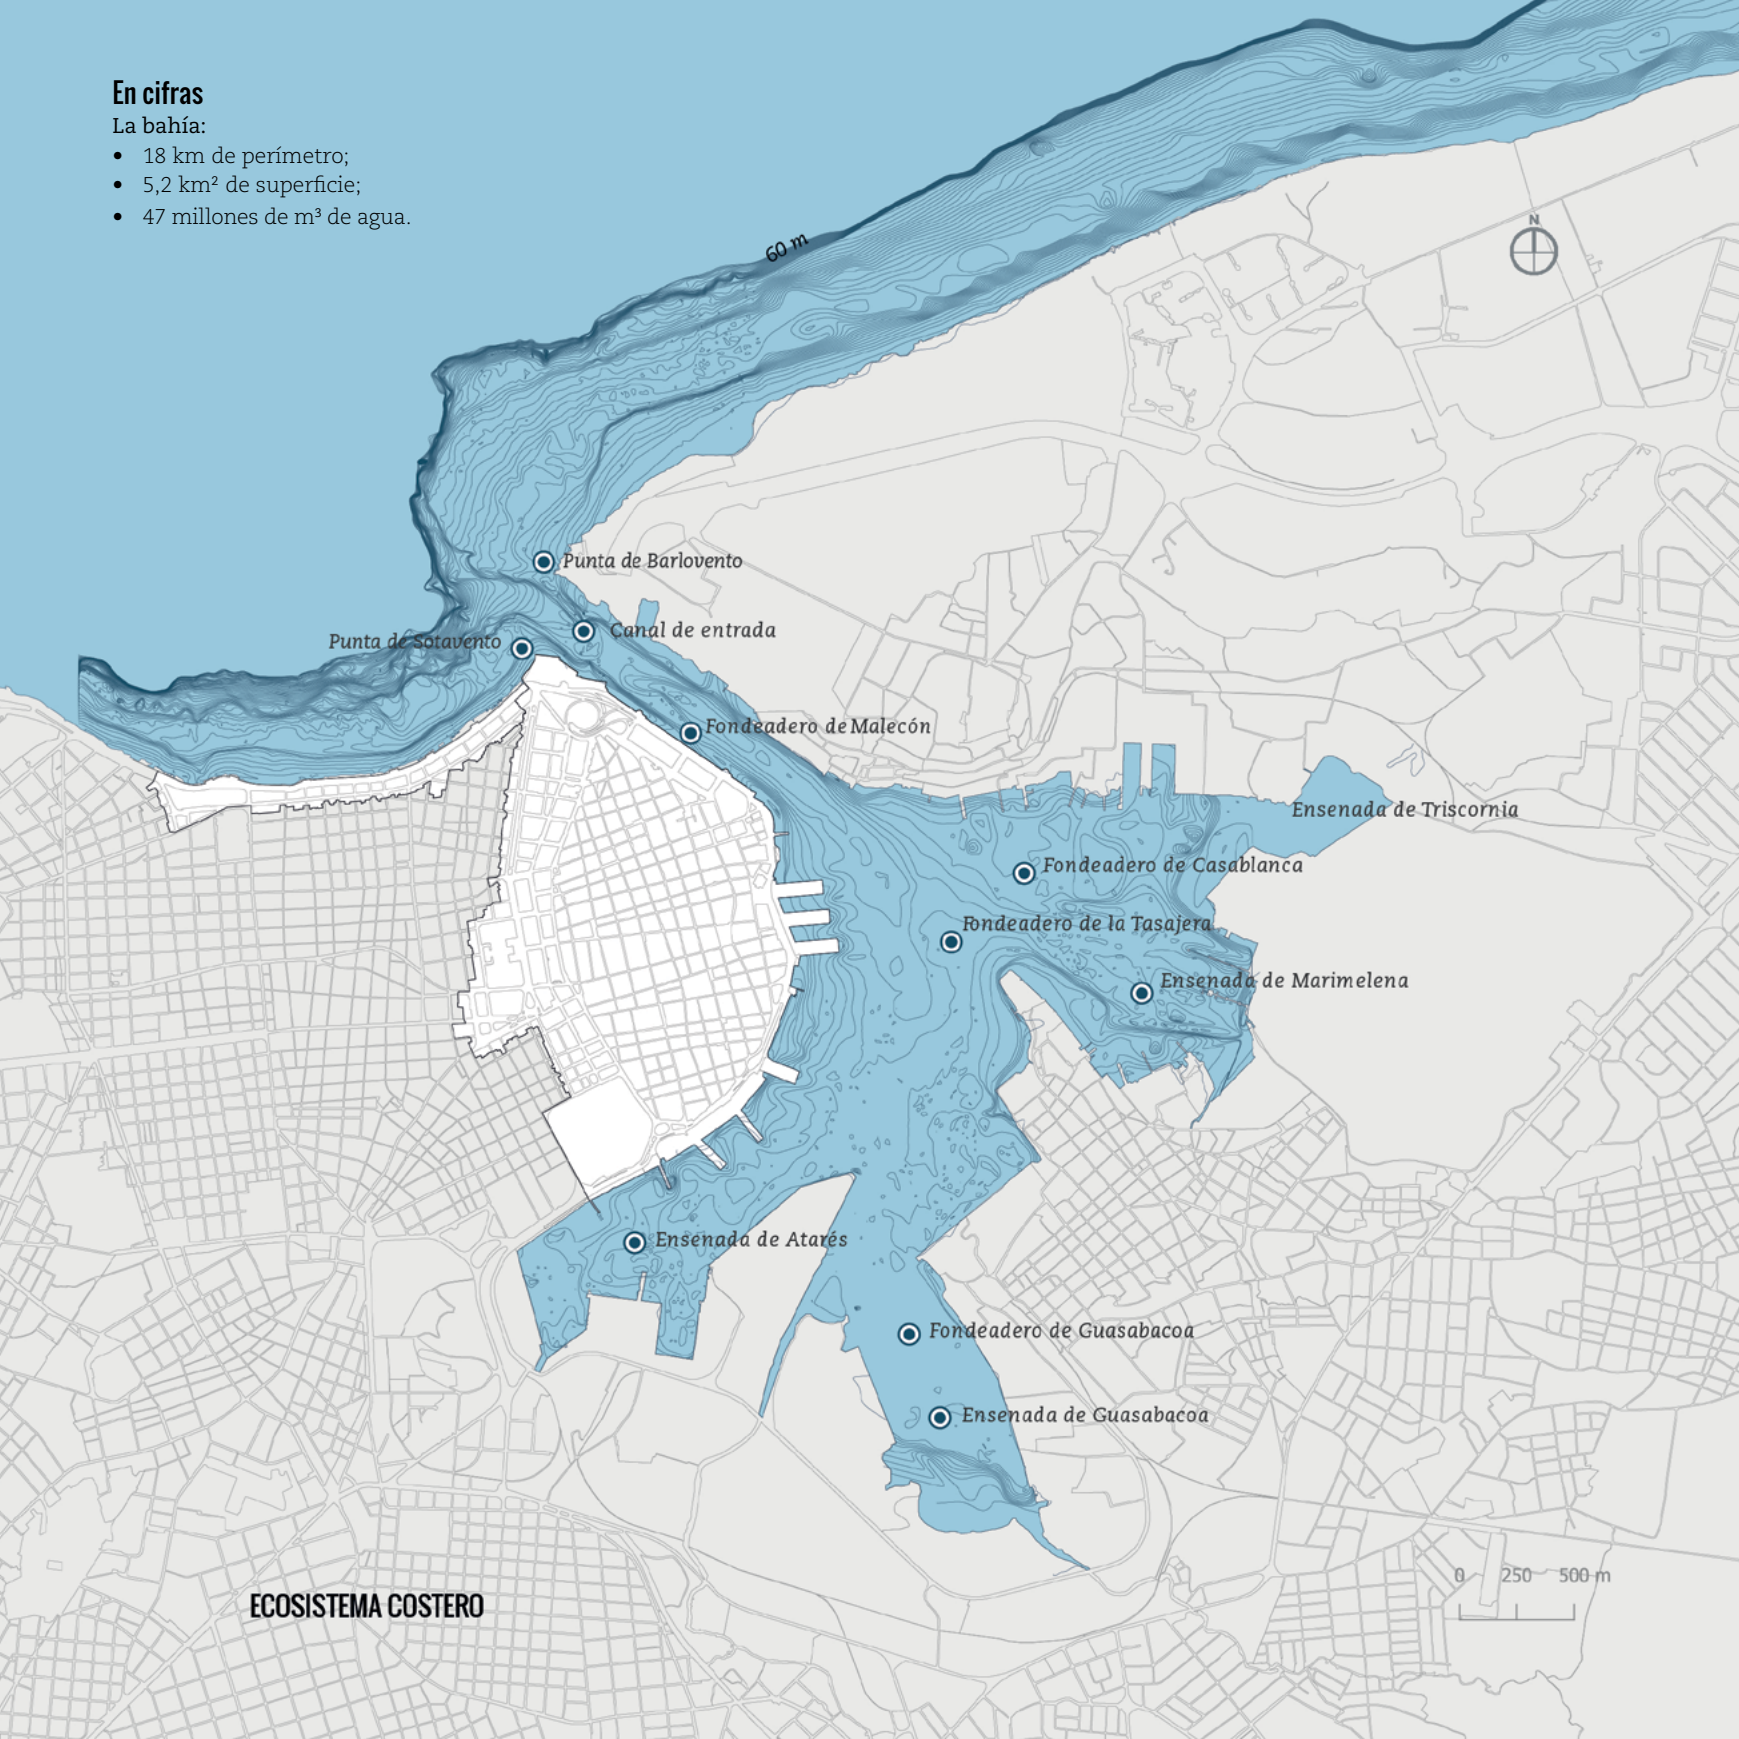 En cifras
La bahía:
• 18 km de perímetro;
• 5,2 km² de superficie;
• 47 millones de m³ de agua.
N
60 m
Punta de Barlovento
Canal de entrada
Punta de Sotavento
Fondeadero de Malecón
Ensenada de Triscornia
Fondeadero de Casablanca
Fondeadero de la Tasajera
Ensenada de Marimelena
Ensenada de Atarés
Fondeadero de Guasabacoa
Ensenada de Guasabacoa
0 250 500 m
ECOSISTEMA COSTERO